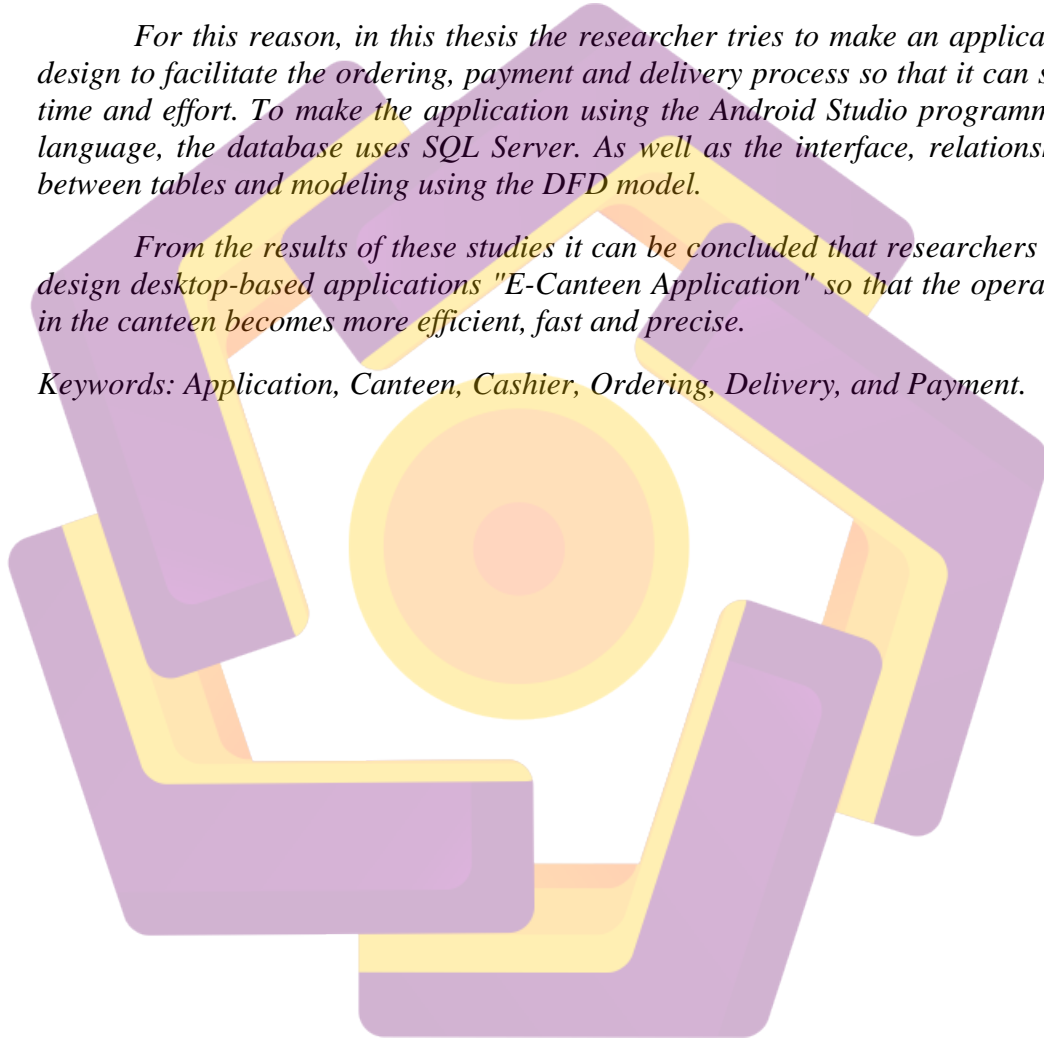 For this reason, in this thesis the researcher tries to make an applica
design to facilitate the ordering, payment and delivery process so that it can s
time and effort. To make the application using the Android Studio programm
language, the database uses SQL Server. As well as the interface, relationsh
between tables and modeling using the DFD model.
From the results of these studies it can be concluded that researchers
design desktop-based applications "E-Canteen Application" so that the opera
in the canteen becomes more efficient, fast and precise.
Keywords: Application, Canteen, Cashier, Ordering, Delivery, and Payment.